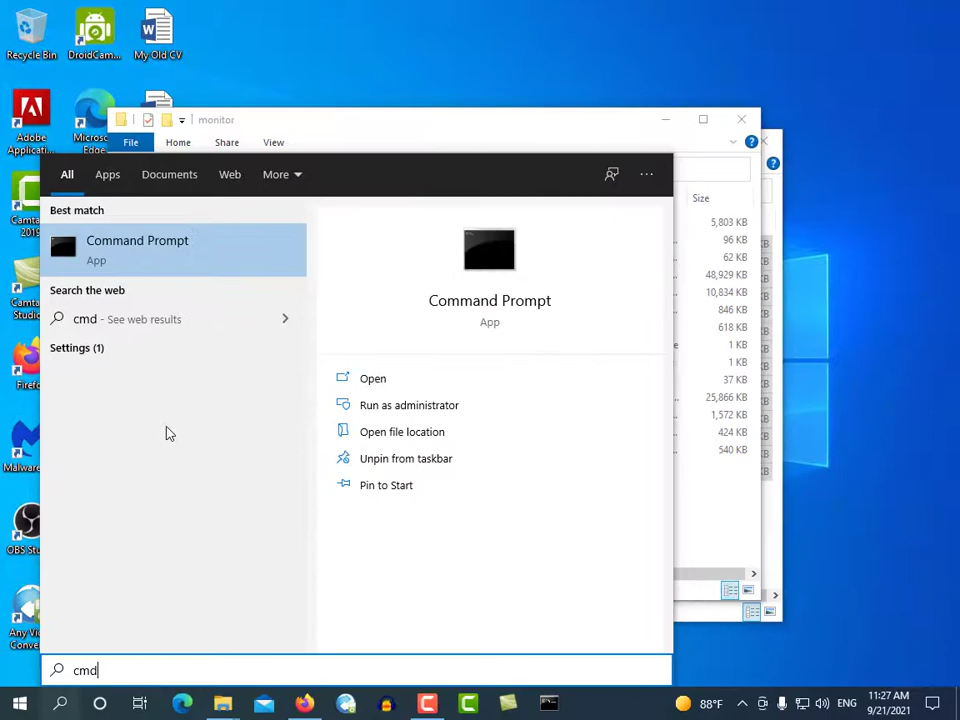 Recycle Bin
DroidCam...
My Old CV
Adobe
Applicati...
Microso
Edge
Camta
2019
Camta
Studio
Firef
Malware
OBS Stu
Any Vi
Conver
monitor
File
Home
Share
View
All
Apps
Documents
Web
More
Best match
Command Prompt
App
Search the web
cmd - See web results
Settings (1)
Command Prompt
App
Open
Run as administrator
Open file location
Unpin from taskbar
Pin to Start
Size
5,803 KB
96 KB
62 KB
48,929 KB
10,834 KB
846 KB
618 KB
1 KB
1 KB
37 KB
25,866 KB
1,572 KB
424 KB
540 KB
cmd
88°F
ENG
11:27 AM
9/21/2021